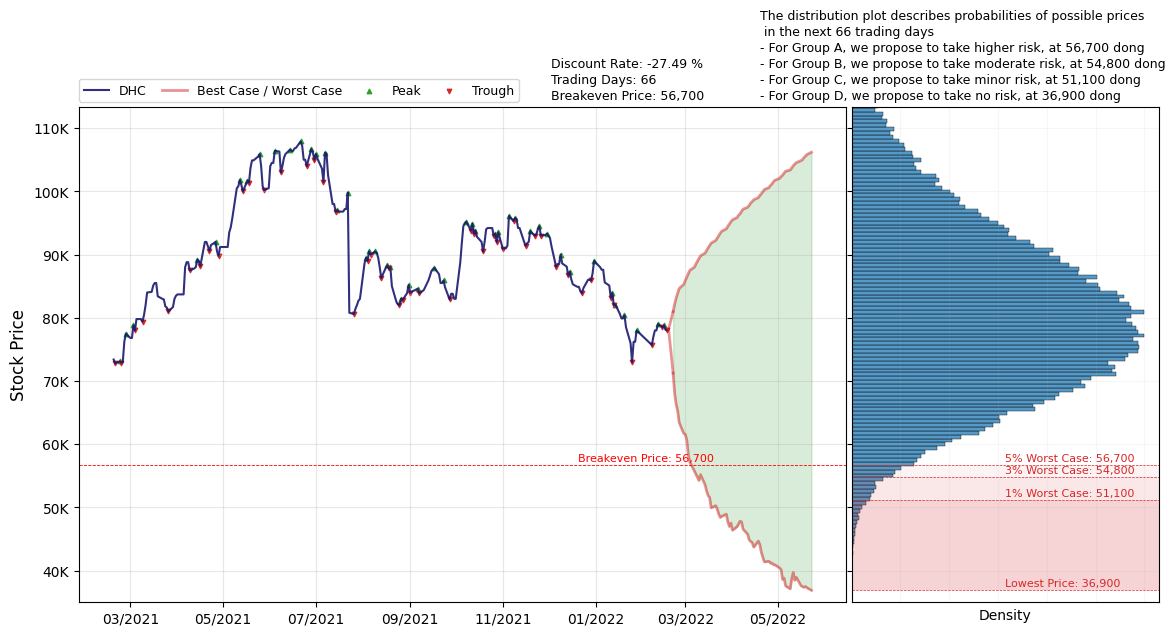 The distribution plot describes probabilities of possible prices
in the next 66 trading days
- For Group A, we propose to take higher risk, at 56,700 dong
- For Group B, we propose to take moderate risk, at 54,800 dong
- For Group C, we propose to take minor risk, at 51,100 dong
- For Group D, we propose to take no risk, at 36,900 dong
Discount Rate: -27.49 %
Trading Days: 66
Breakeven Price: 56,700
DHC Best Case / Worst Case Peak Trough
Stock Price
110K
100K
90K
80K
70K
60K
50K
40K
Breakeven Price: 56,700
03/2021 05/2021 07/2021 09/2021 11/2021 01/2022 03/2022 05/2022
5% Worst Case: 56,700
3% Worst Case: 54,800
1% Worst Case: 51,100
Lowest Price: 36,900
Density